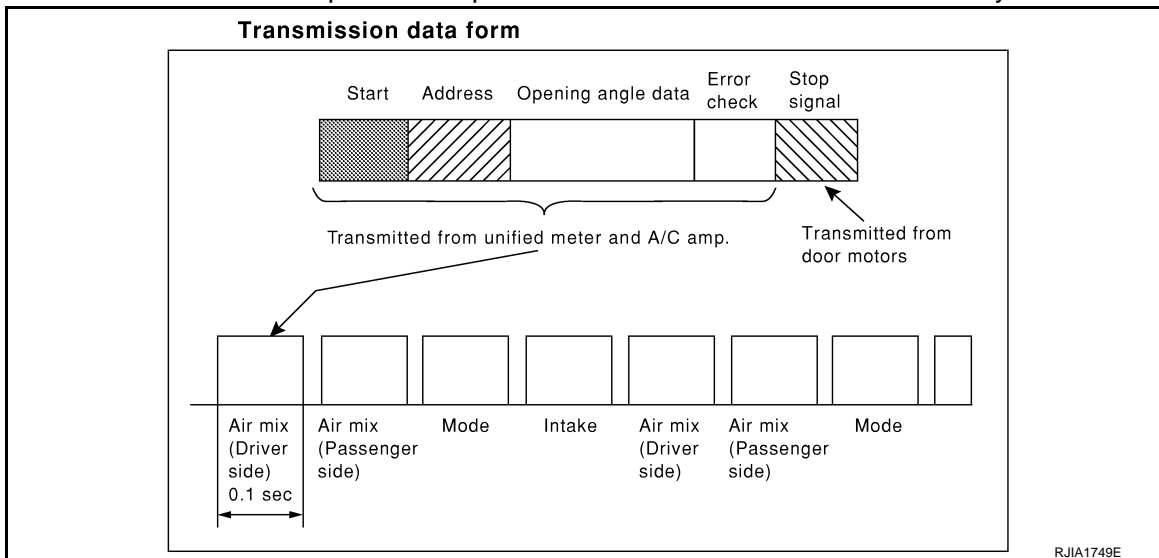 Transmission data form
Start
Address
Opening angle data
Error
check
Stop
signal
Transmitted from unified meter and A/C amp.
Transmitted from
door motors
Air mix
(Driver
side)
0.1 sec
Air mix
(Passenger
side)
Mode
Intake
Air mix
(Driver
side)
Air mix
(Passenger
side)
Mode
RJIA1749E